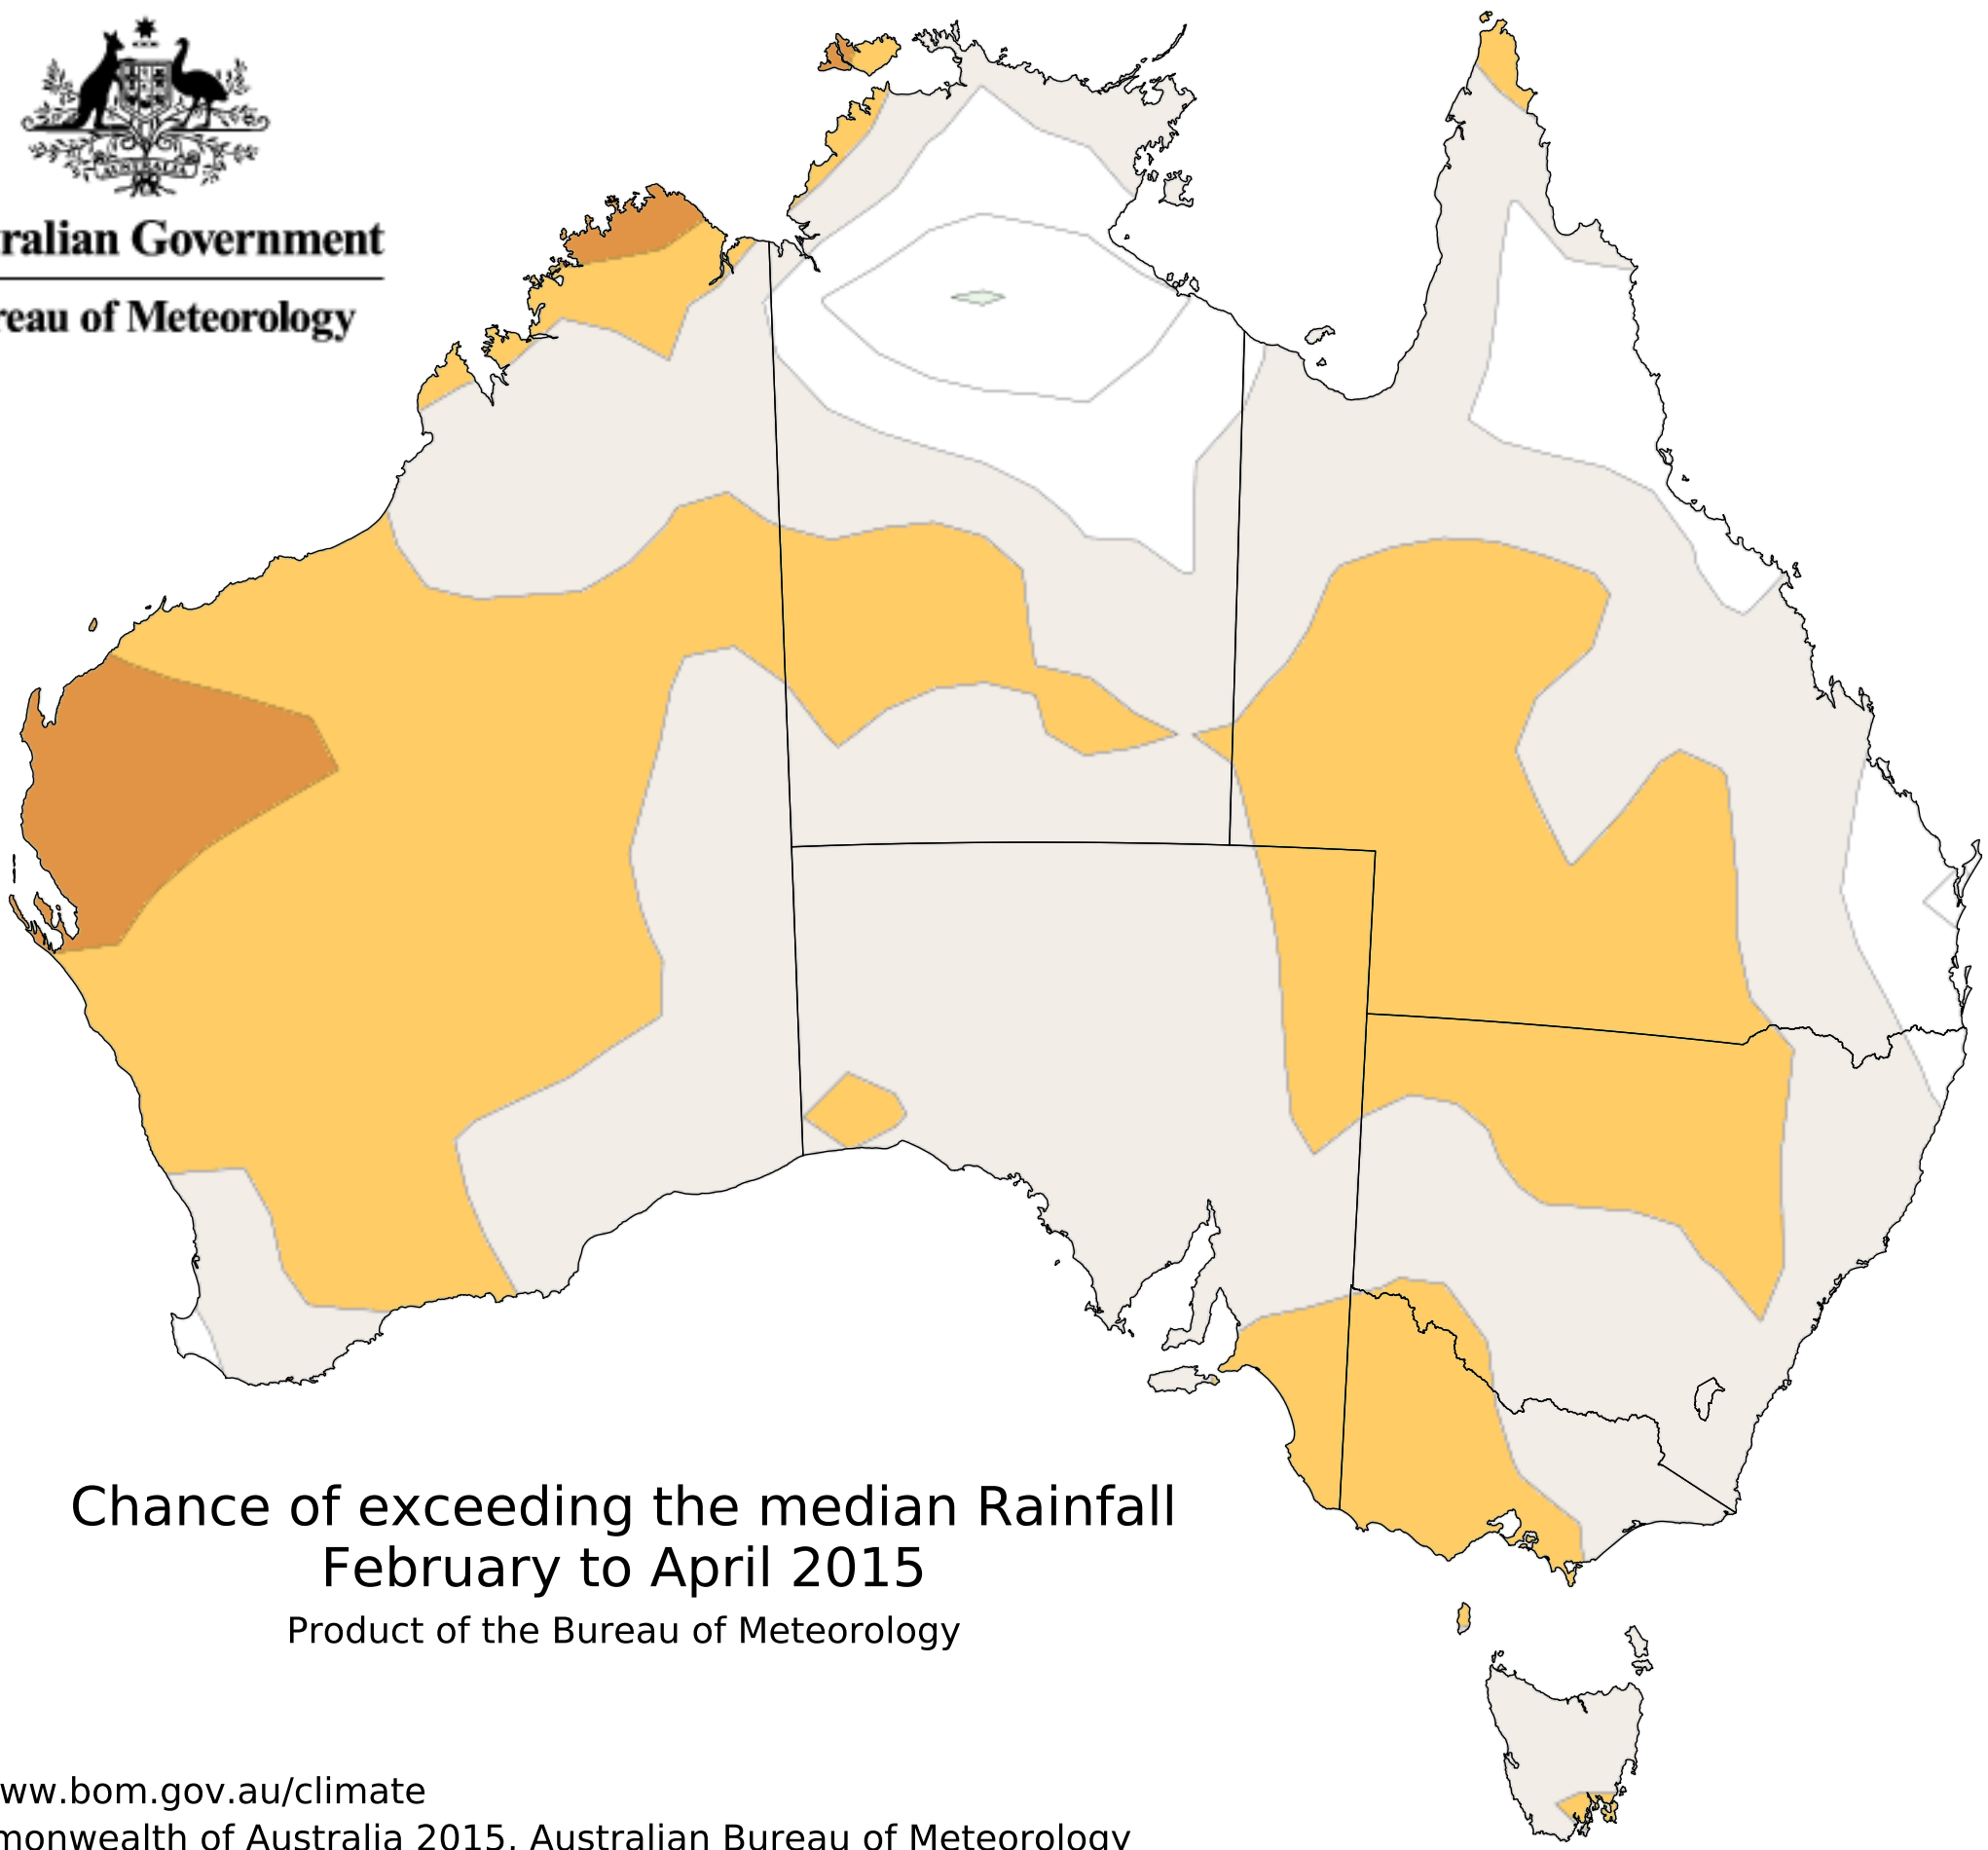 AUSTRALIA
ralian Government
reau of Meteorology
Chance of exceeding the median Rainfall
February to April 2015
Product of the Bureau of Meteorology
ww.bom.gov.au/climate
monwealth of Australia 2015, Australian Bureau of Meteorology